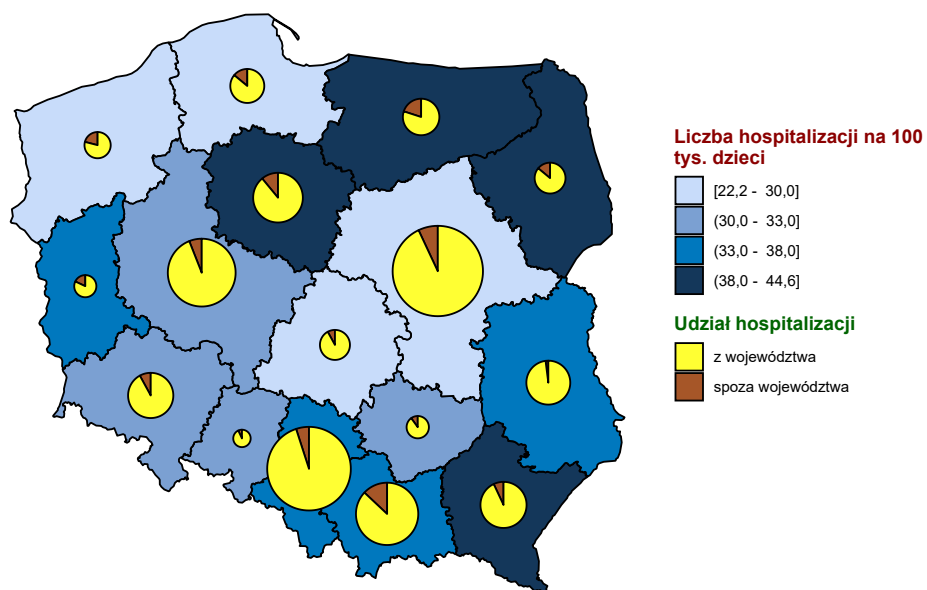 Liczba hospitalizacji na 100
tys. dzieci
[22,2 - 30,0]
(30,0 - 33,0]
(33,0 - 38,0]
(38,0 - 44,6]
Udział hospitalizacji
z województwa
spoza województwa